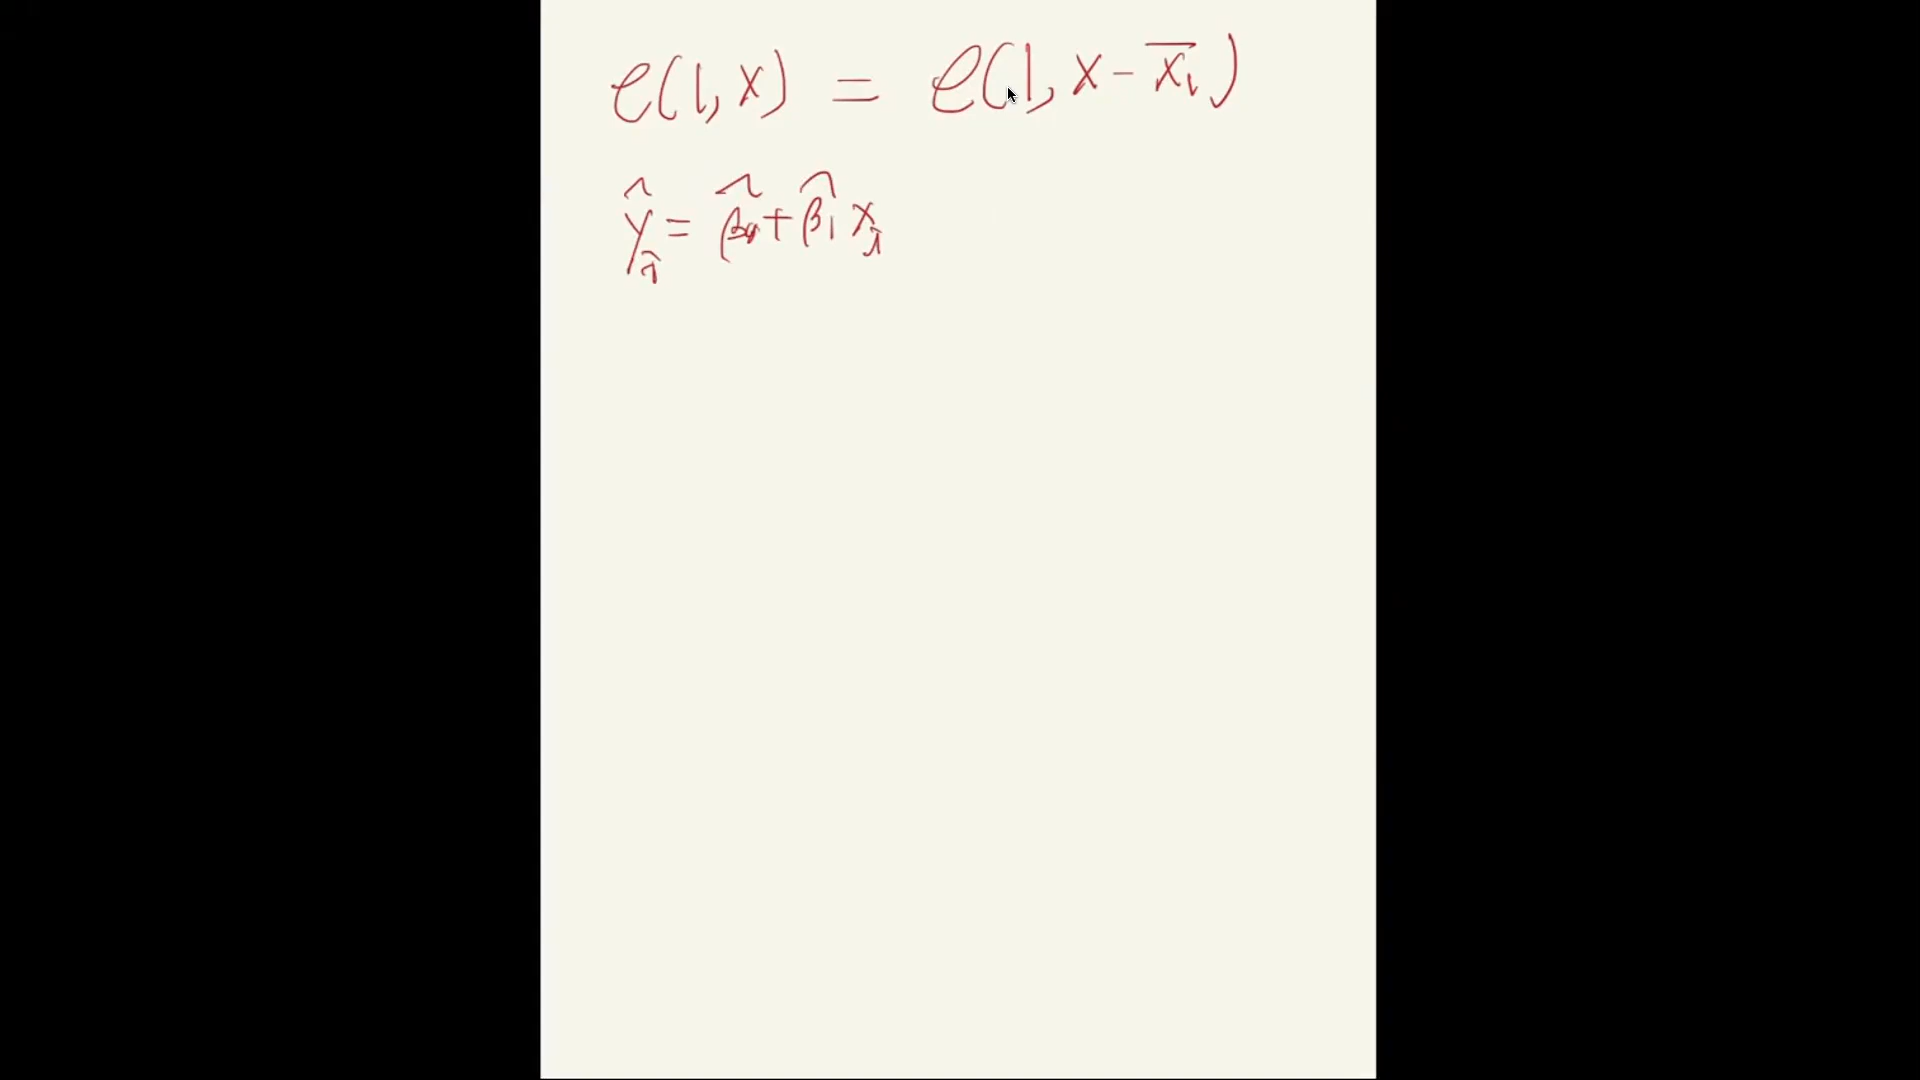 C(1, x) = C(1, x - x̄1)
ŷi = β̂0 + β̂1 xi